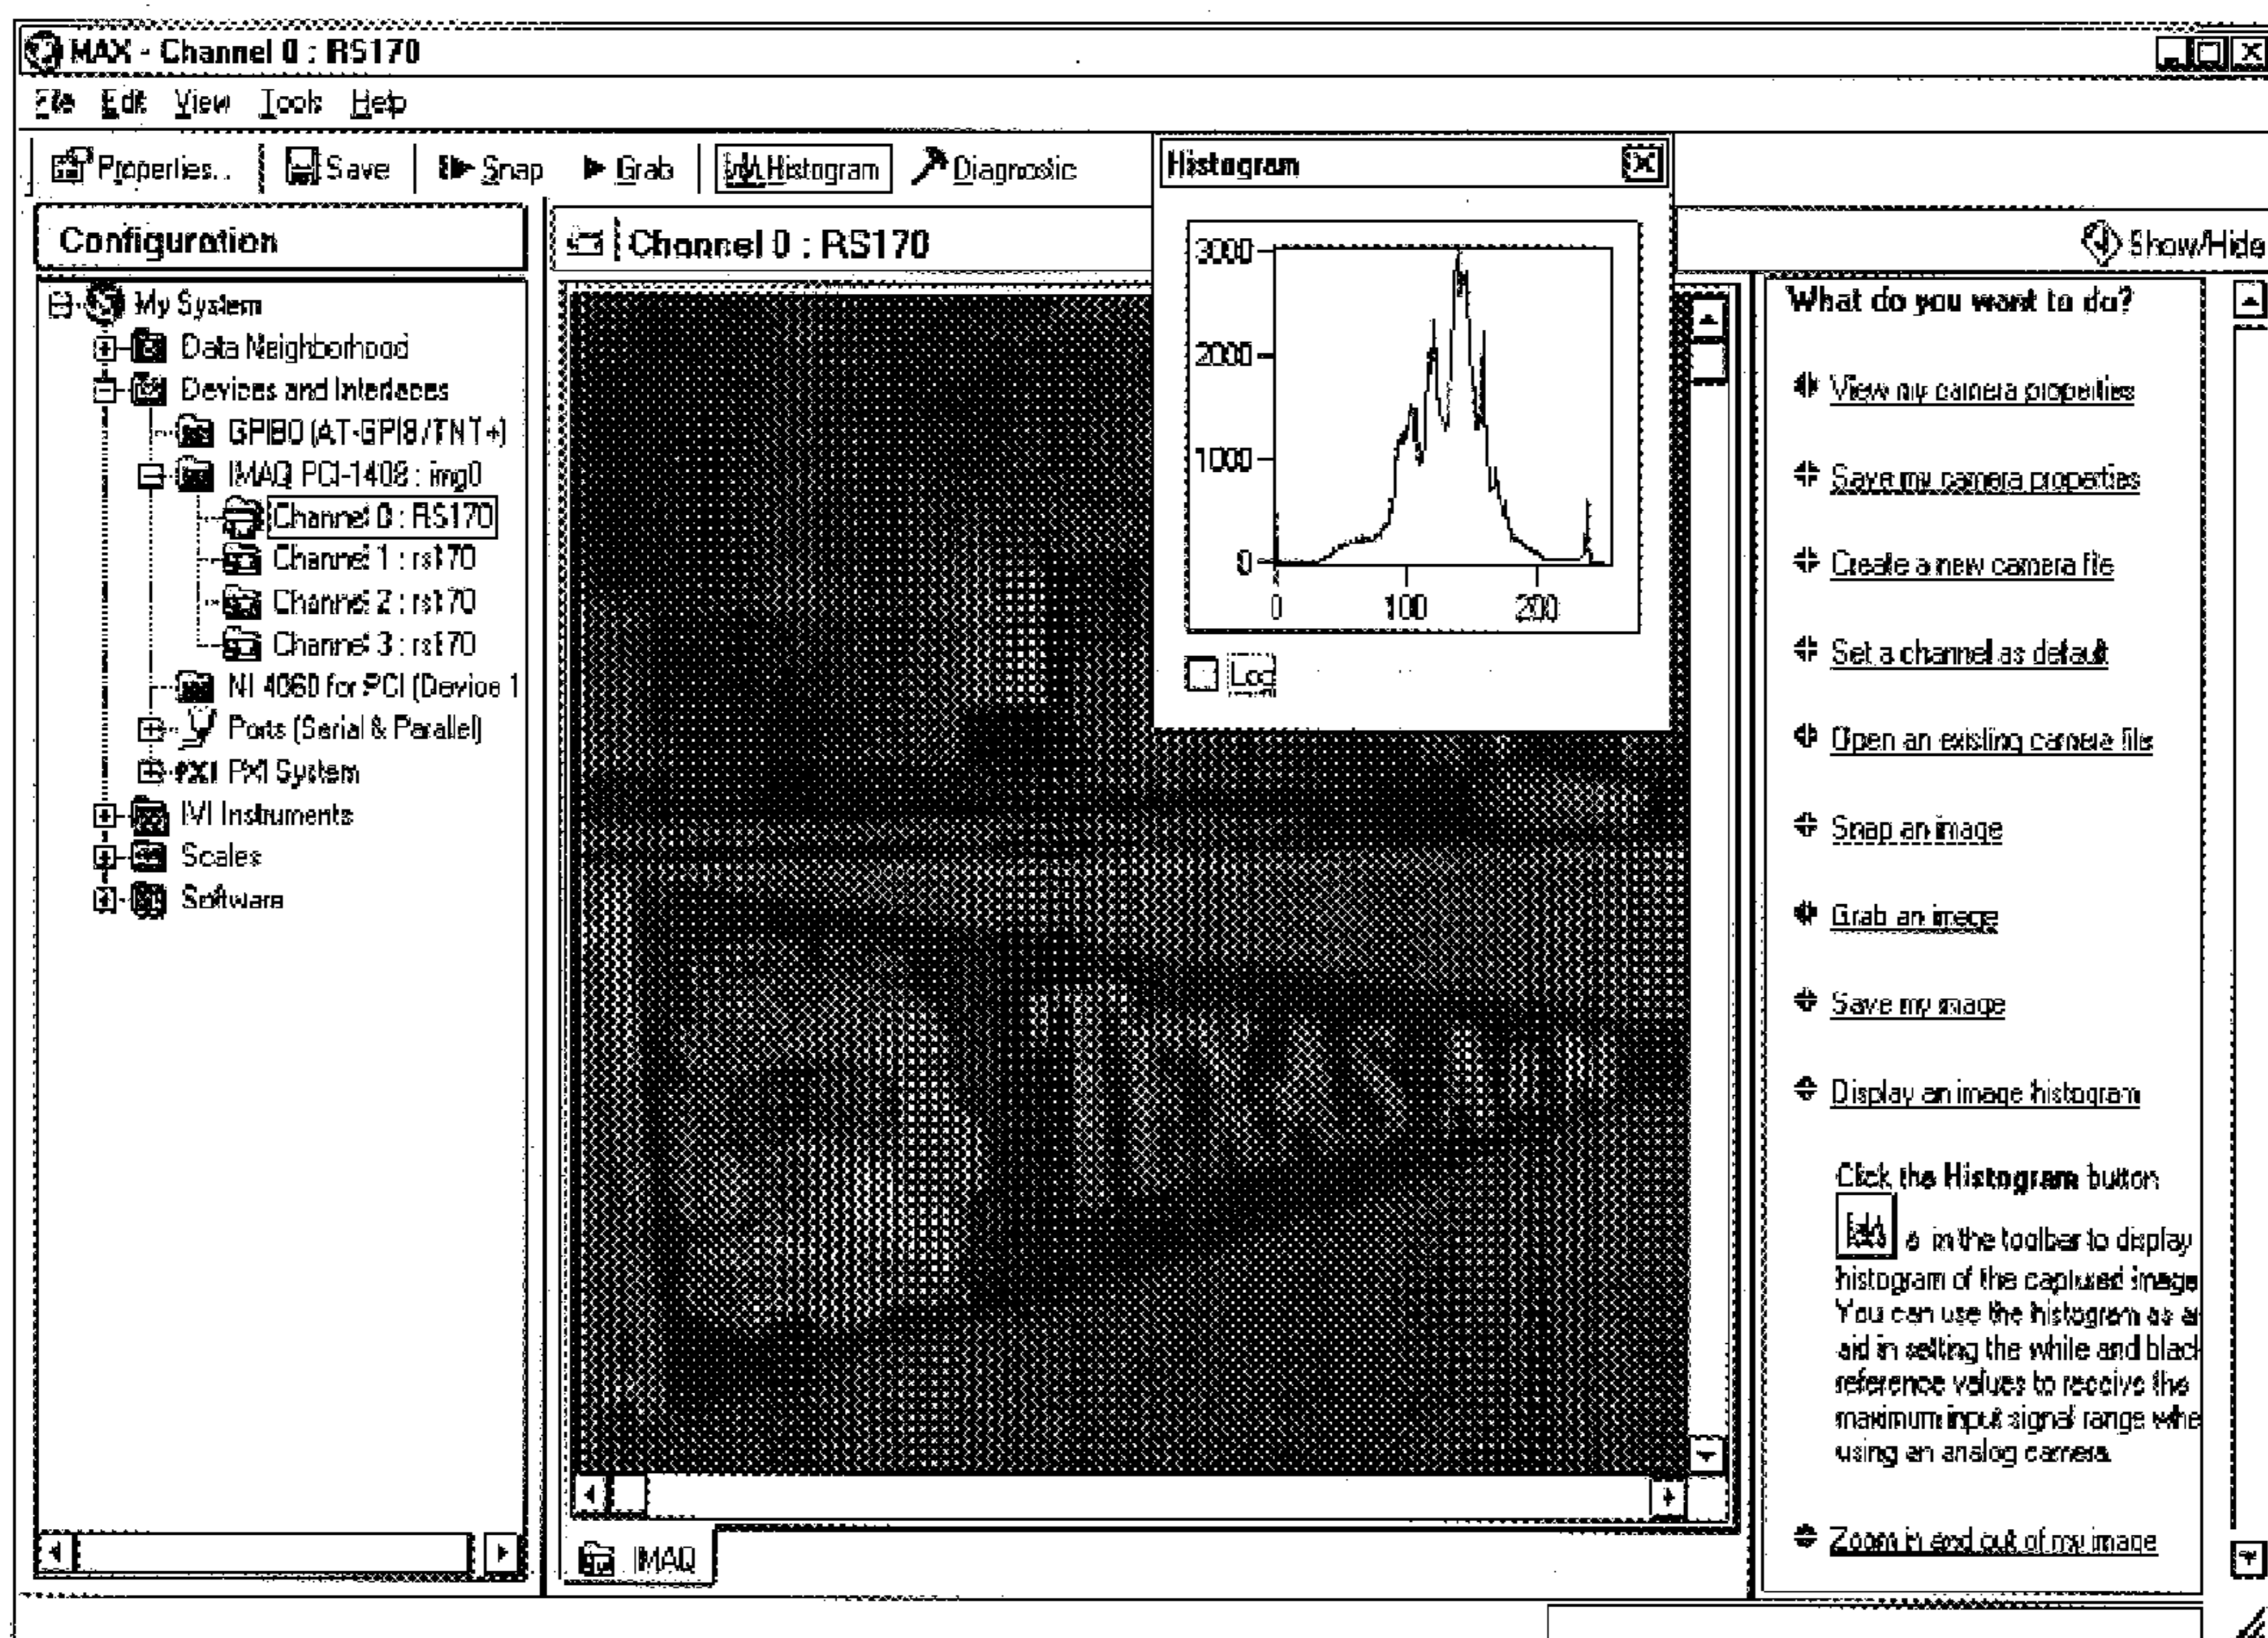 MAX - Channel 0 : RS170
File Edit View Tools Help
Properties... Save Snap Grab Histogram Diagnostic
Configuration
My System
Data Neighborhood
Devices and Interfaces
GPIB0 (AT-GPIB/TNT+)
IMAQ PCI-1408 : img0
Channel 0 : RS170
Channel 1 : rs170
Channel 2 : rs170
Channel 3 : rs170
NI 4060 for PCI (Device 1
Ports (Serial & Parallel)
PXI PXI System
IVI Instruments
Scales
Software
Channel 0 : RS170
IMAQ
Histogram
3000
2000
1000
0
0 100 200
Log
Show/Hide
What do you want to do?
View my camera properties
Save my camera properties
Create a new camera file
Set a channel as default
Open an existing camera file
Snap an image
Grab an image
Save my image
Display an image histogram
Click the Histogram button
in the toolbar to display
histogram of the captured image
You can use the histogram as a
aid in setting the white and blac
reference values to receive the
maximum input signal range whe
using an analog camera.
Zoom in and out of my image